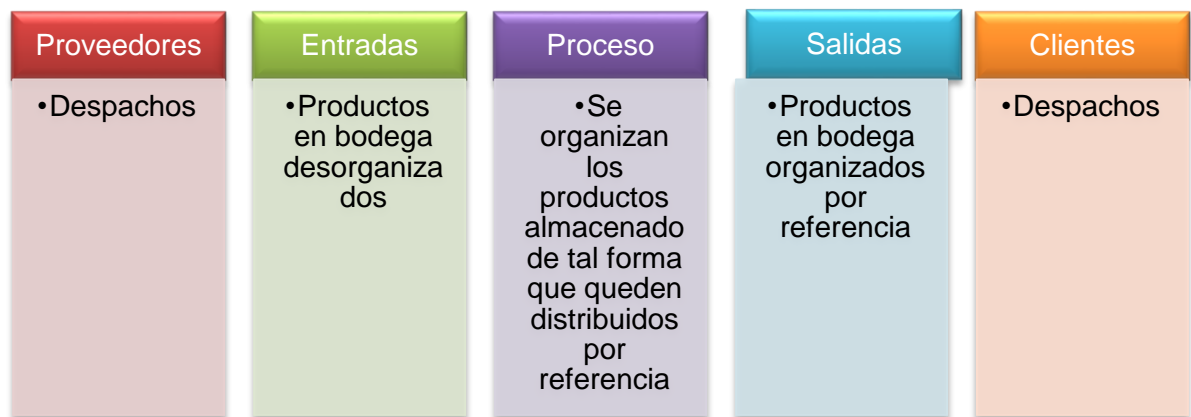 Proveedores
•Despachos
Entradas
•Productos
en bodega
desorganiza
dos
Proceso
•Se
organizan
los
productos
almacenado
de tal forma
que queden
distribuidos
por
referencia
Salidas
•Productos
en bodega
organizados
por
referencia
Clientes
•Despachos